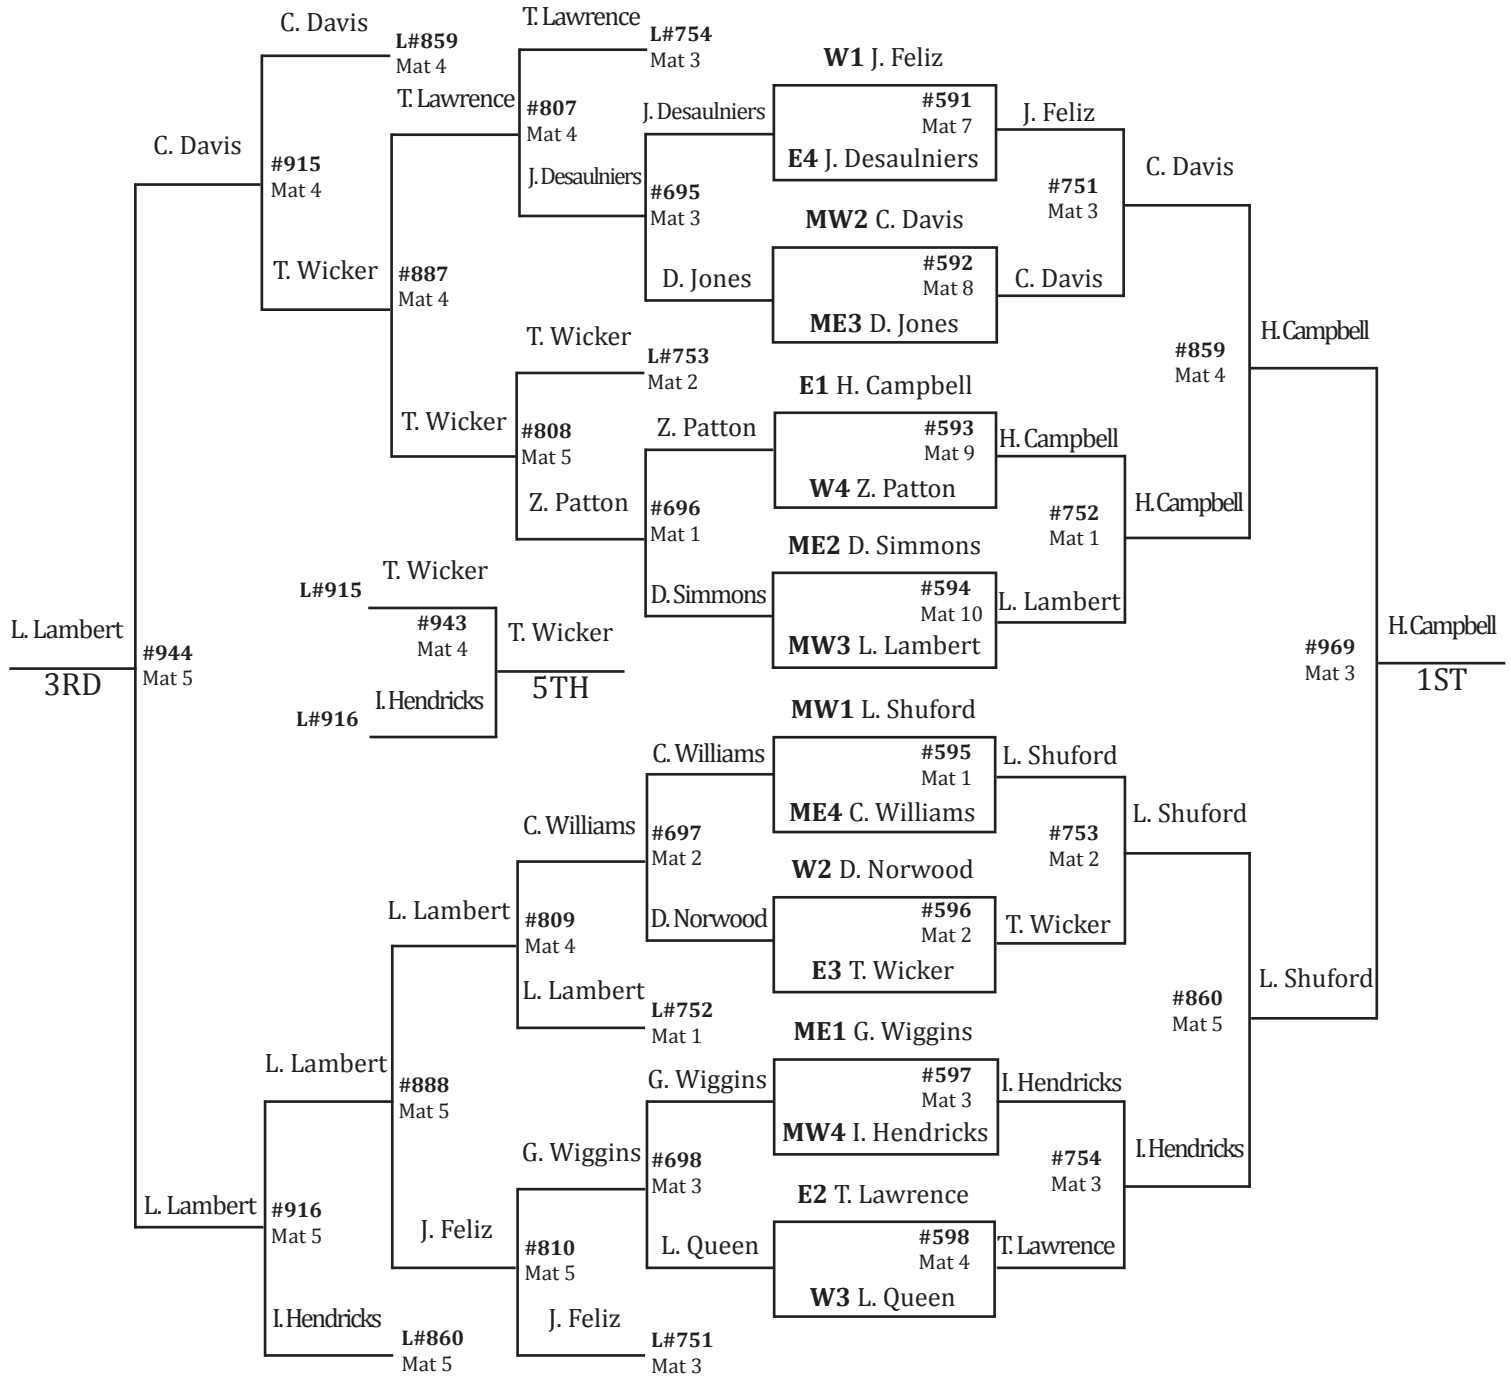 C. Davis
T. Lawrence
L#859
Mat 4
L#754
Mat 3
W1 J. Feliz
T. Lawrence
#807
Mat 4
J. Desaulniers
#591
Mat 7
J. Feliz
C. Davis
#915
Mat 4
J. Desaulniers
#695
Mat 3
E4 J. Desaulniers
#751
Mat 3
C. Davis
MW2 C. Davis
T. Wicker
#887
Mat 4
D. Jones
#592
Mat 8
C. Davis
ME3 D. Jones
T. Wicker
L#753
Mat 2
H. Campbell
#859
Mat 4
E1 H. Campbell
T. Wicker
#808
Mat 5
Z. Patton
#593
Mat 9
H. Campbell
Z. Patton
#696
Mat 1
W4 Z. Patton
#752
Mat 1
H. Campbell
ME2 D. Simmons
T. Wicker
L#915
D. Simmons
#594
Mat 10
L. Lambert
L. Lambert
#943
Mat 4
T. Wicker
MW3 L. Lambert
#969
Mat 3
H. Campbell
#944
Mat 5
3RD
5TH
1ST
I. Hendricks
L#916
MW1 L. Shuford
C. Williams
#595
Mat 1
L. Shuford
C. Williams
#697
Mat 2
ME4 C. Williams
#753
Mat 2
L. Shuford
W2 D. Norwood
L. Lambert
#809
Mat 4
D. Norwood
#596
Mat 2
T. Wicker
E3 T. Wicker
L. Lambert
L#752
Mat 1
L. Shuford
#860
Mat 5
ME1 G. Wiggins
L. Lambert
#888
Mat 5
G. Wiggins
#597
Mat 3
I. Hendricks
G. Wiggins
#698
Mat 3
MW4 I. Hendricks
#754
Mat 3
I. Hendricks
E2 T. Lawrence
L. Lambert
#916
Mat 5
J. Feliz
#810
Mat 5
L. Queen
#598
Mat 4
T. Lawrence
W3 L. Queen
I. Hendricks
L#860
Mat 5
J. Feliz
L#751
Mat 3